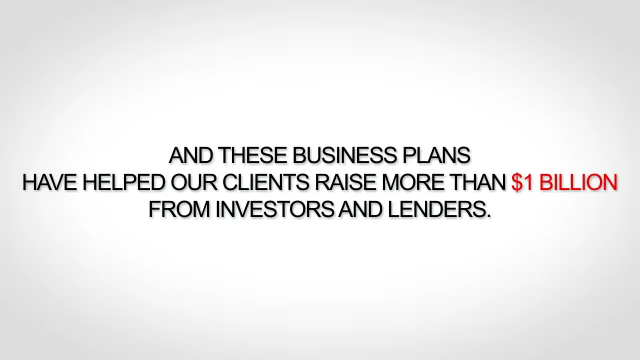 AND THESE BUSINESS PLANS
HAVE HELPED OUR CLIENTS RAISE MORE THAN $1 BILLION
FROM INVESTORS AND LENDERS.